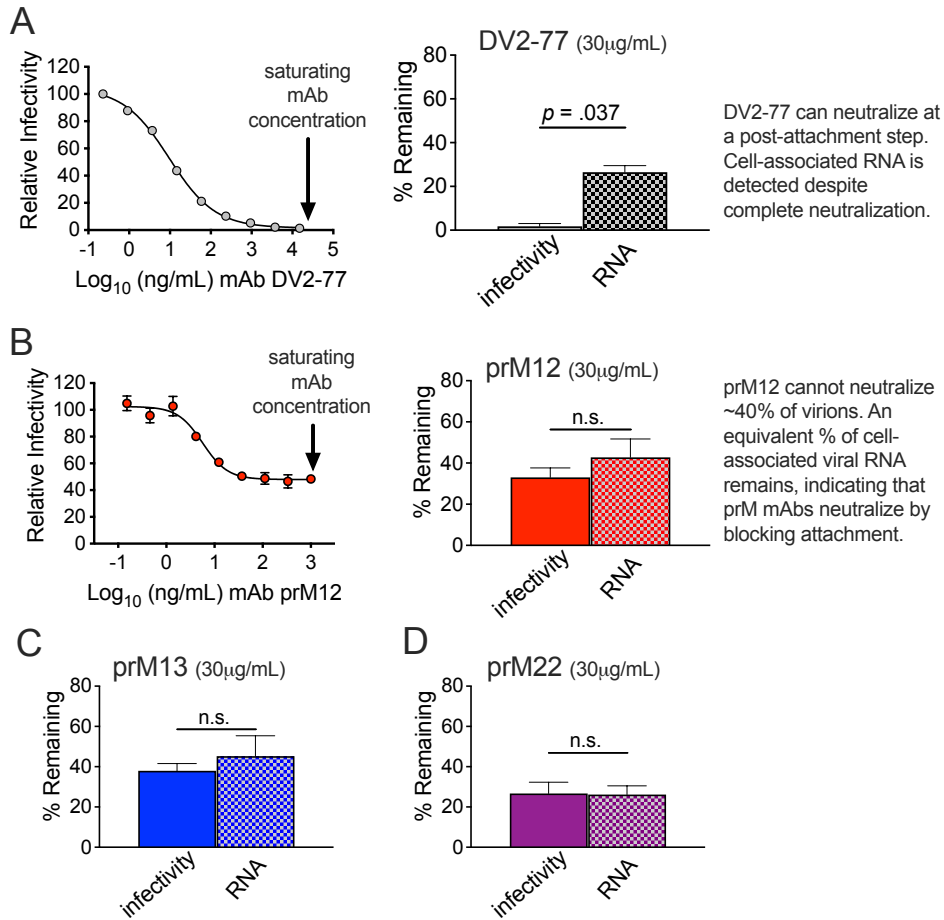 A
Relative Infectivity
120
100
80
60
40
20
0
-1 0 1 2 3 4 5
Log10 (ng/mL) mAb DV2-77
saturating
mAb
concentration
DV2-77 (30μg/mL)
% Remaining
80
60
40
20
0
p = .037
infectivity
RNA
DV2-77 can neutralize at
a post-attachment step.
Cell-associated RNA is
detected despite
complete neutralization.
B
Relative Infectivity
120
100
80
60
40
20
0
-1 0 1 2 3
Log10 (ng/mL) mAb prM12
saturating
mAb
concentration
prM12 (30μg/mL)
% Remaining
80
60
40
20
0
n.s.
infectivity
RNA
prM12 cannot neutralize
~40% of virions. An
equivalent % of cell-
associated viral RNA
remains, indicating that
prM mAbs neutralize by
blocking attachment.
C
prM13 (30μg/mL)
% Remaining
80
60
40
20
0
n.s.
infectivity
RNA
D
prM22 (30μg/mL)
% Remaining
80
60
40
20
0
n.s.
infectivity
RNA